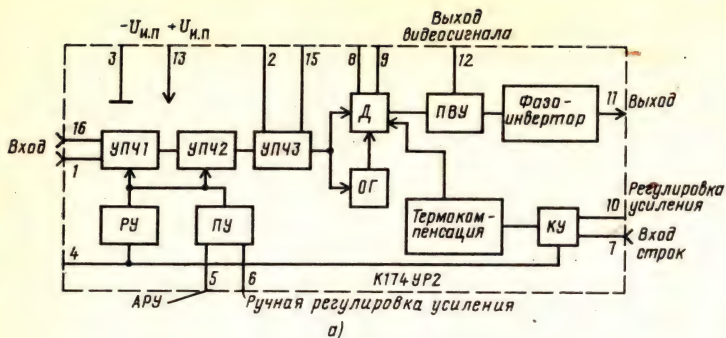 -Uи.п +Uи.п
Выход
видеосигнала
3
13
2
15
8
9
12
16
Вход
1
УПЧ1
УПЧ2
УПЧ3
Д
ПВУ
Фазо-
инвертор
11
Выход
ОГ
РУ
ПУ
Термоком-
пенсация
КУ
10
Регулировка
усиления
Вход
строк
7
4
5
6
К174УР2
АРУ
Ручная регулировка усиления
а)